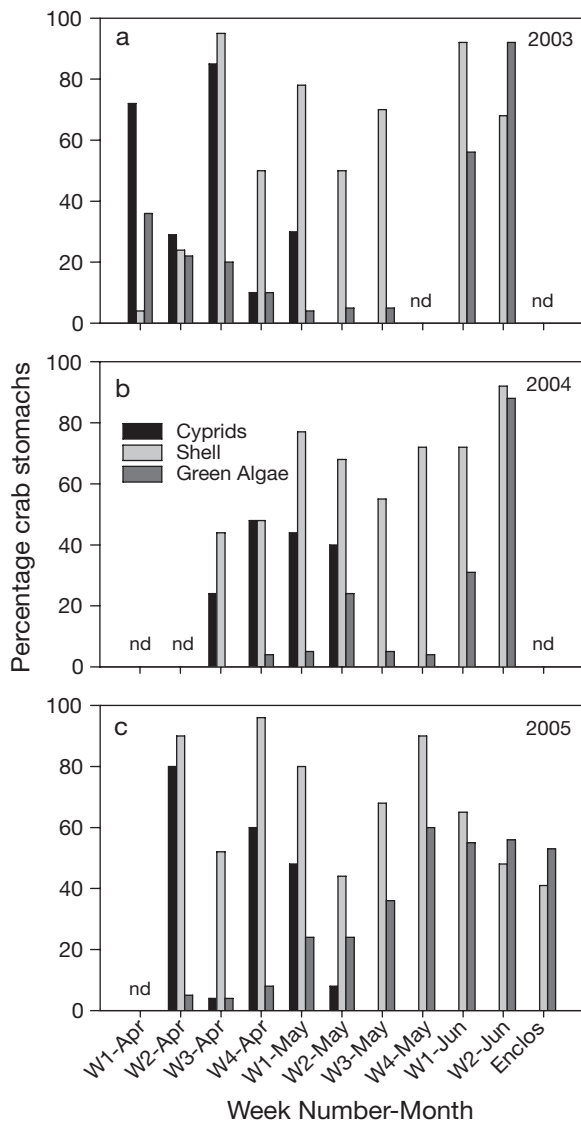 100
80
60
40
20
0
a
2003
nd
nd
100
80
60
40
20
0
b
2004
Cyprids
Shell
Green Algae
nd
nd
nd
Percentage crab stomachs
100
80
60
40
20
0
c
2005
nd
W1-Apr
W2-Apr
W3-Apr
W4-Apr
W1-May
W2-May
W3-May
W4-May
W1-Jun
W2-Jun
Enclos
Week Number-Month